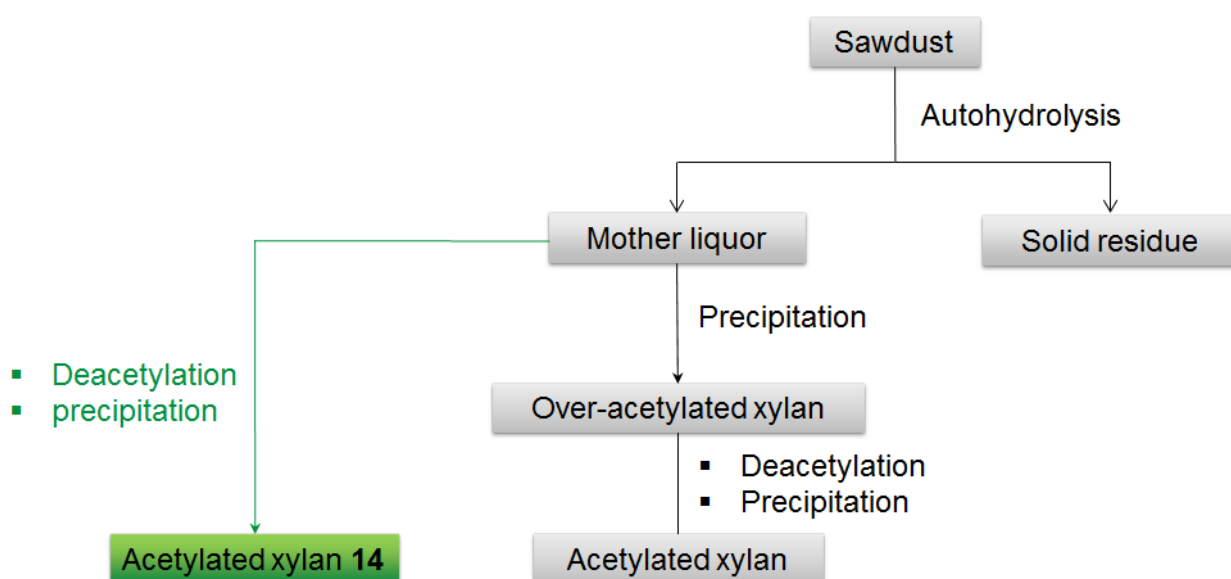 Sawdust
Autohydrolysis
Mother liquor
Solid residue
Precipitation
▪ Deacetylation
▪ precipitation
Over-acetylated xylan
▪ Deacetylation
▪ Precipitation
Acetylated xylan 14
Acetylated xylan